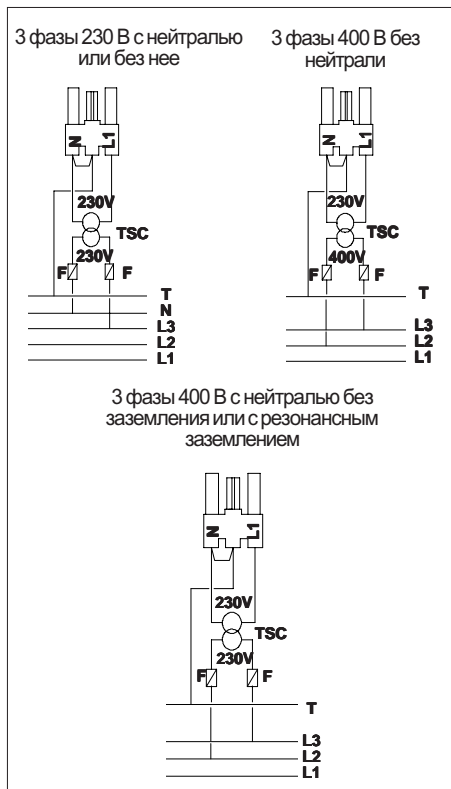 3 фазы 230 В с нейтралью
или без нее
3 фазы 400 В без
нейтрали
N
L1
230V
TSC
230V
F
F
T
N
L3
L2
L1
N
L1
230V
TSC
400V
F
F
T
L3
L2
L1
3 фазы 400 В с нейтралью без
заземления или с резонансным
заземлением
N
L1
230V
TSC
230V
F
F
T
L3
L2
L1